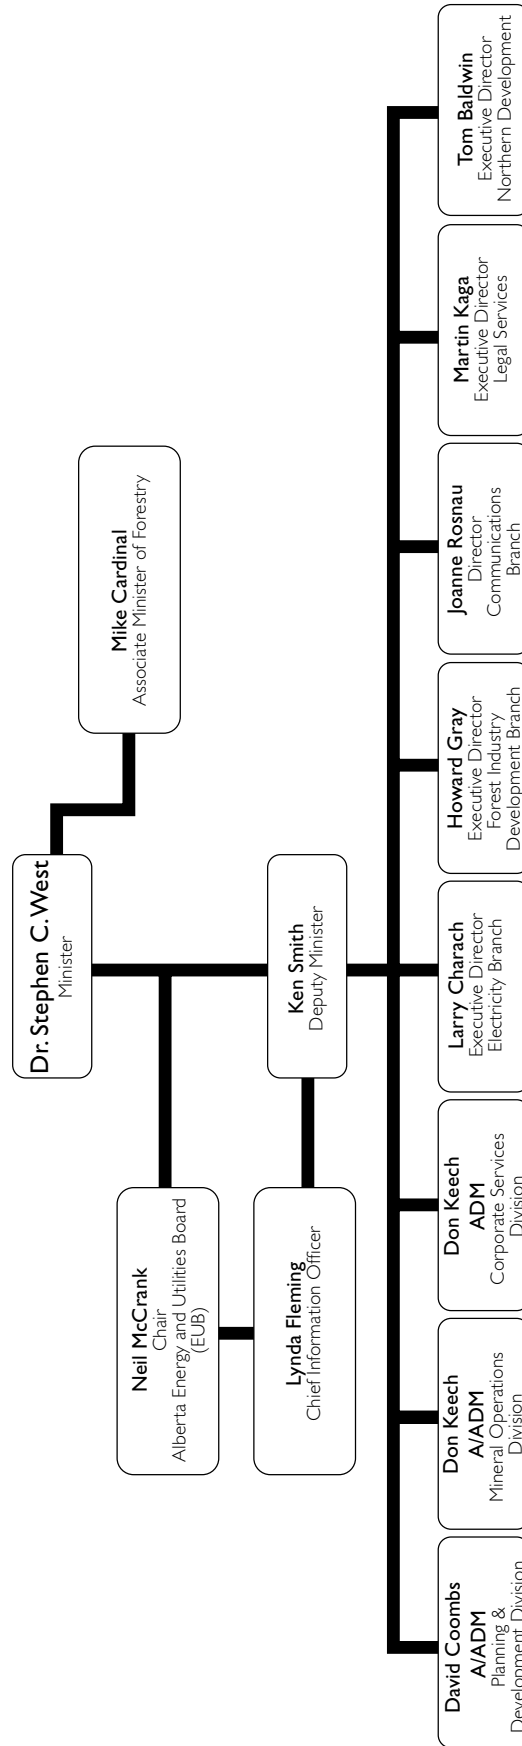 Dr. Stephen C. West
Minister
Mike Cardinal
Associate Minister of Forestry
Neil McCrank
Chair
Alberta Energy and Utilities Board
(EUB)
Ken Smith
Deputy Minister
Lynda Fleming
Chief Information Officer
David Coombs
A/ADM
Planning &
Development Division
Don Keech
A/ADM
Mineral Operations
Division
Don Keech
ADM
Corporate Services
Division
Larry Charach
Executive Director
Electricity Branch
Howard Gray
Executive Director
Forest Industry
Development Branch
Joanne Rosnau
Director
Communications
Branch
Martin Kaga
Executive Director
Legal Services
Tom Baldwin
Executive Director
Northern Development